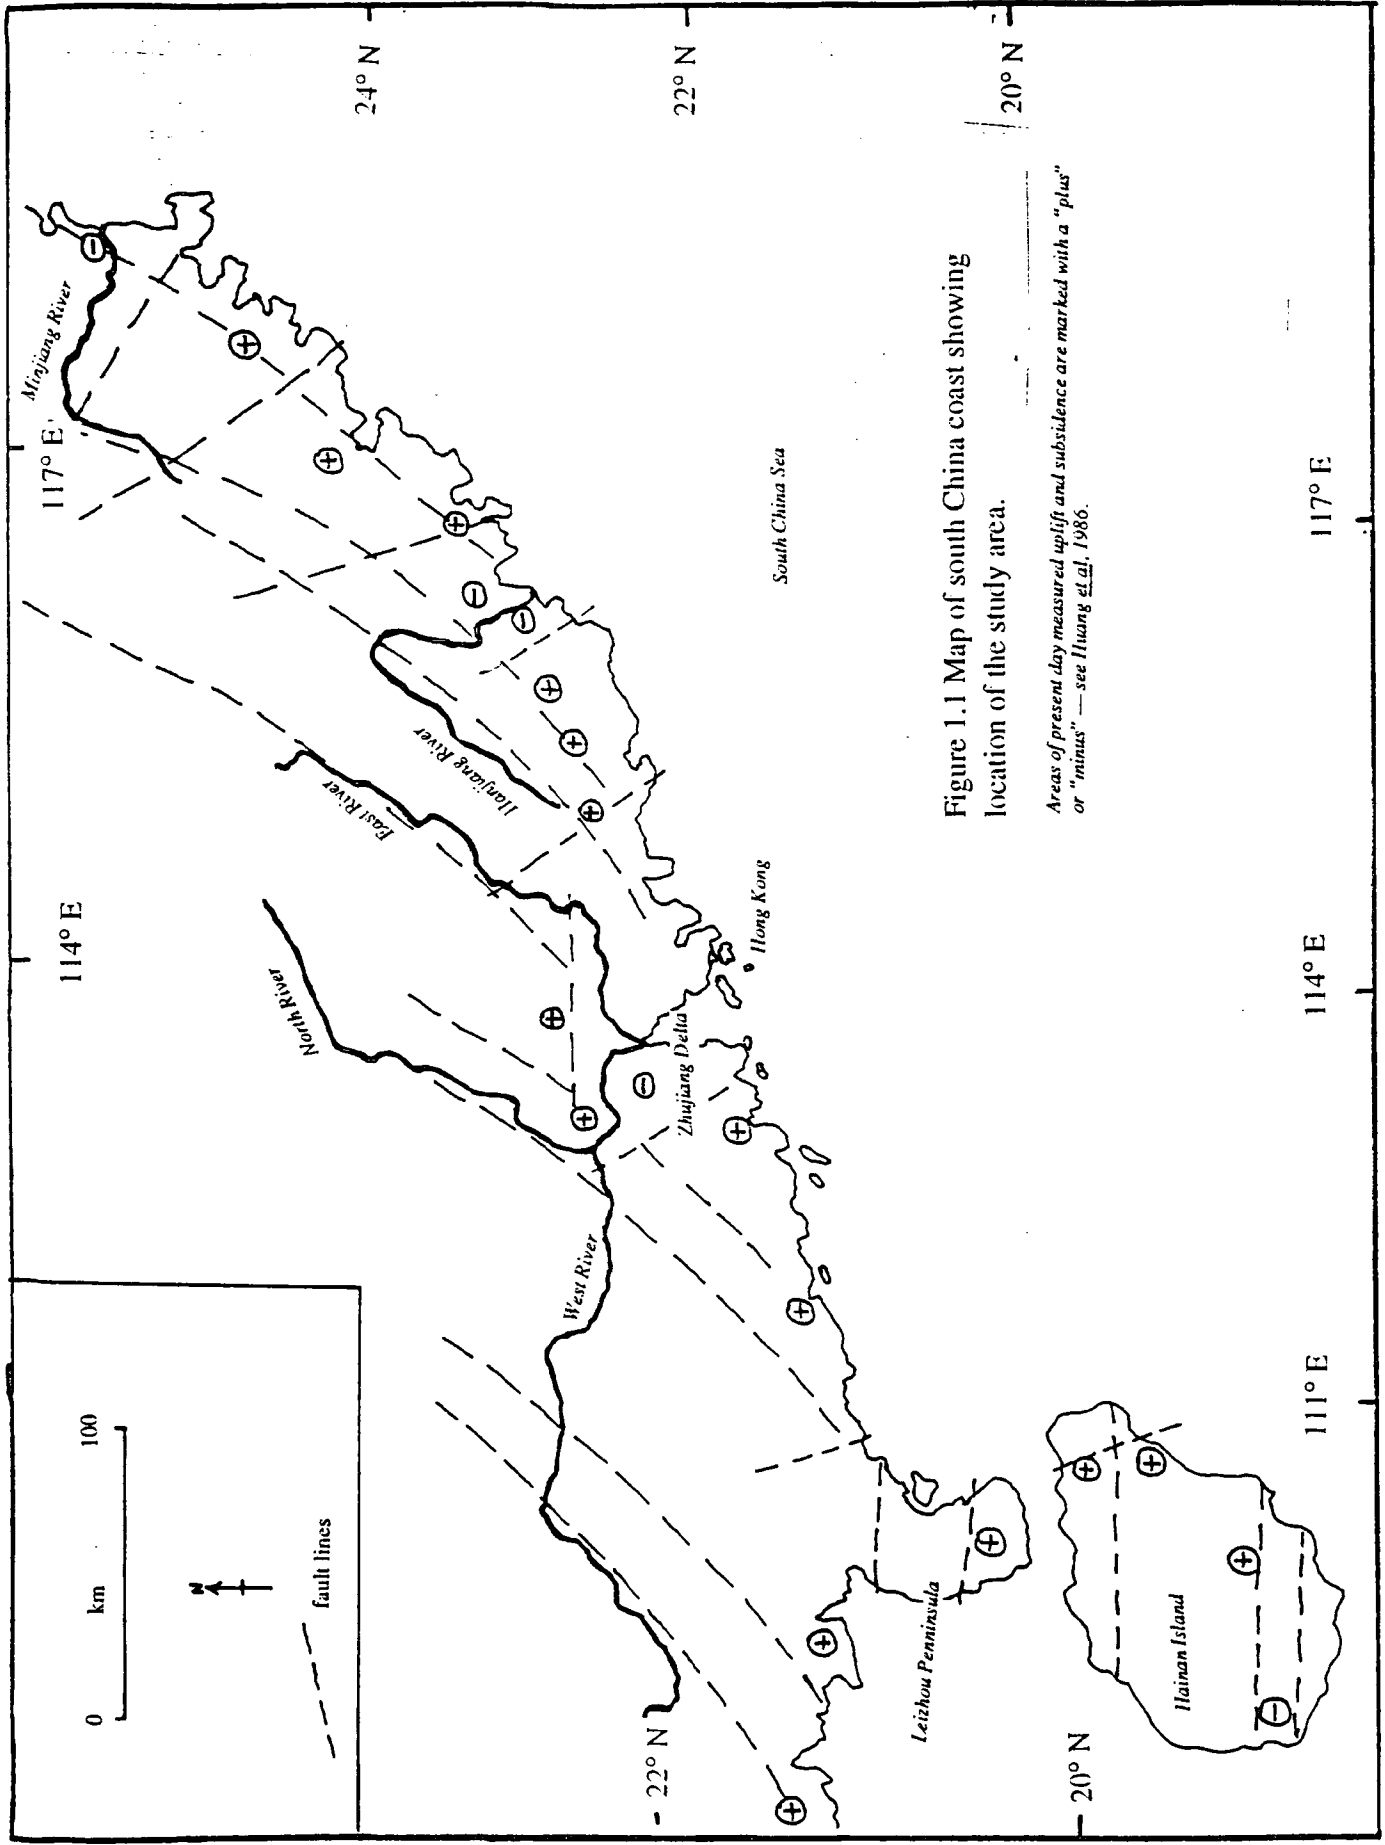 0 km 100
N
fault lines
114° E
117° E
Minjiang River
24° N
22° N
20° N
North River
East River
Hanjiang River
West River
Zhujiang Delta
Hong Kong
South China Sea
22° N
Leizhou Penninsula
20° N
Hainan Island
111° E
114° E
117° E
Figure 1.1 Map of south China coast showing
location of the study area.
Areas of present day measured uplift and subsidence are marked with a "plus"
or "minus" — see Huang et al, 1986.